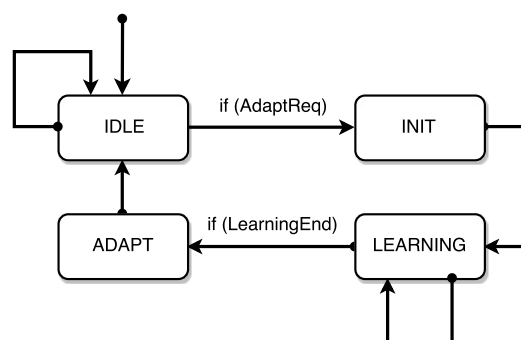 if (AdaptReq)
IDLE
INIT
if (LearningEnd)
ADAPT
LEARNING